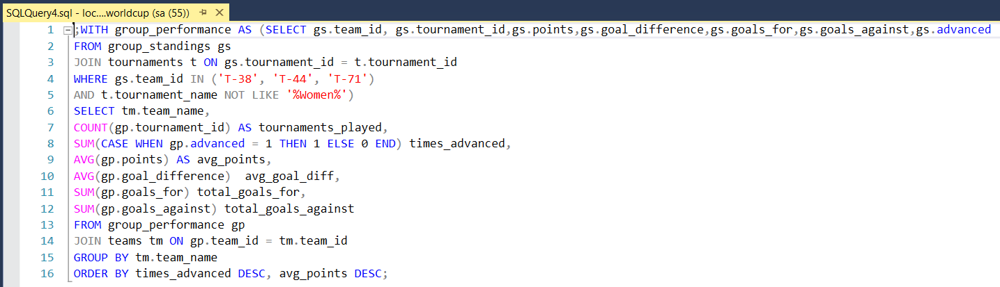 SQLQuery4.sql - loc....worldcup (sa (55))
1 ;WITH group_performance AS (SELECT gs.team_id, gs.tournament_id,gs.points,gs.goal_difference,gs.goals_for,gs.goals_against,gs.advanced
2 FROM group_standings gs
3 JOIN tournaments t ON gs.tournament_id = t.tournament_id
4 WHERE gs.team_id IN ('T-38', 'T-44', 'T-71')
5 AND t.tournament_name NOT LIKE '%Women%')
6 SELECT tm.team_name,
7 COUNT(gp.tournament_id) AS tournaments_played,
8 SUM(CASE WHEN gp.advanced = 1 THEN 1 ELSE 0 END) times_advanced,
9 AVG(gp.points) AS avg_points,
10 AVG(gp.goal_difference)  avg_goal_diff,
11 SUM(gp.goals_for) total_goals_for,
12 SUM(gp.goals_against) total_goals_against
13 FROM group_performance gp
14 JOIN teams tm ON gp.team_id = tm.team_id
15 GROUP BY tm.team_name
16 ORDER BY times_advanced DESC, avg_points DESC;